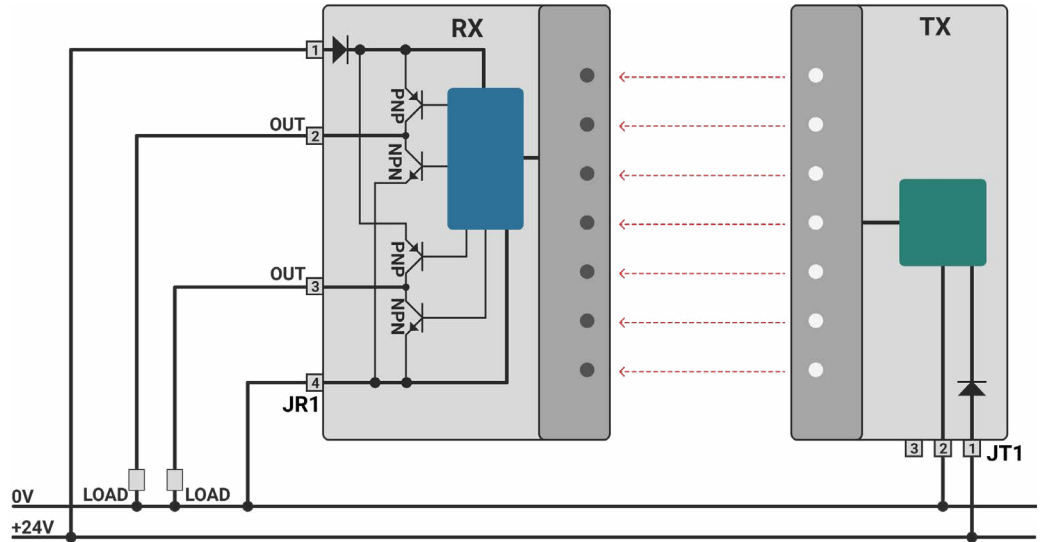 RX
TX
1
PNP
OUT
2
NPN
PNP
OUT
3
NPN
4
JR1
3
2
1
JT1
LOAD
LOAD
0V
+24V